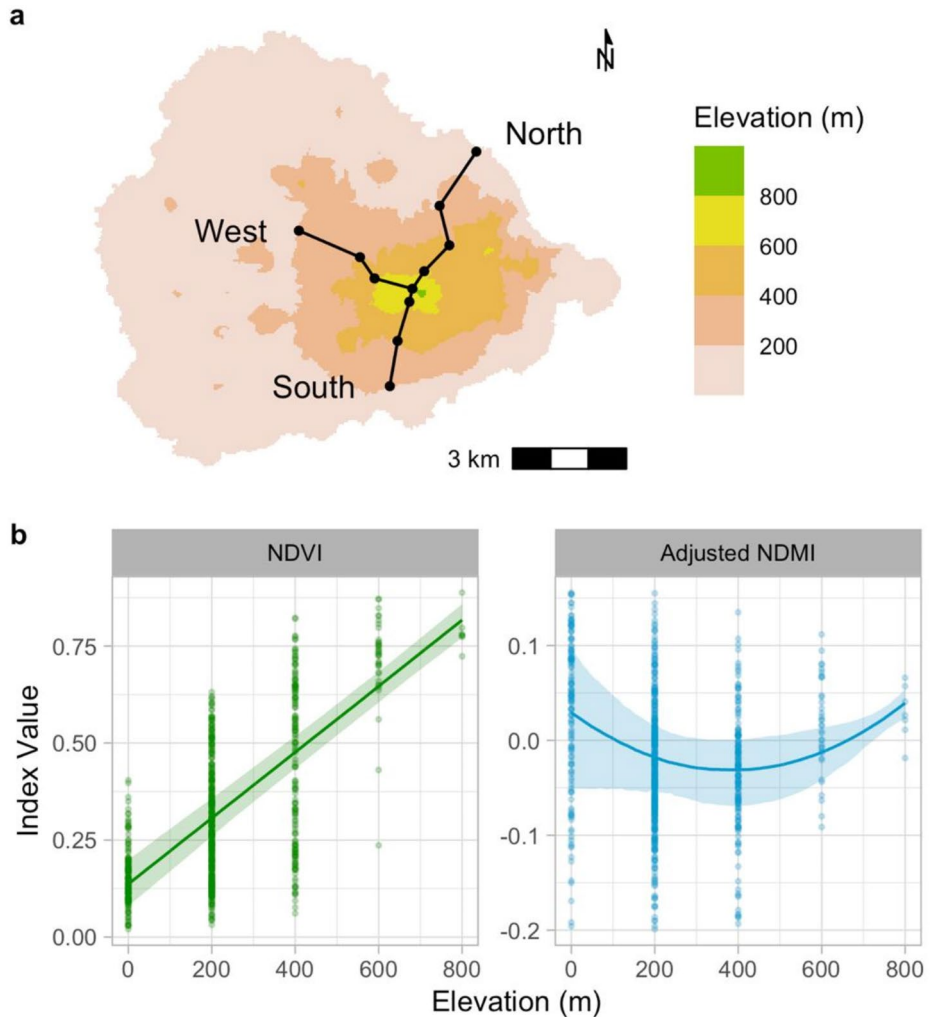 a
N
North
West
South
Elevation (m)
800
600
400
200
3 km
b
NDVI
Adjusted NDMI
Index Value
0.75
0.50
0.25
0.00
0.1
0.0
-0.1
-0.2
0 200 400 600 800
0 200 400 600 800
Elevation (m)